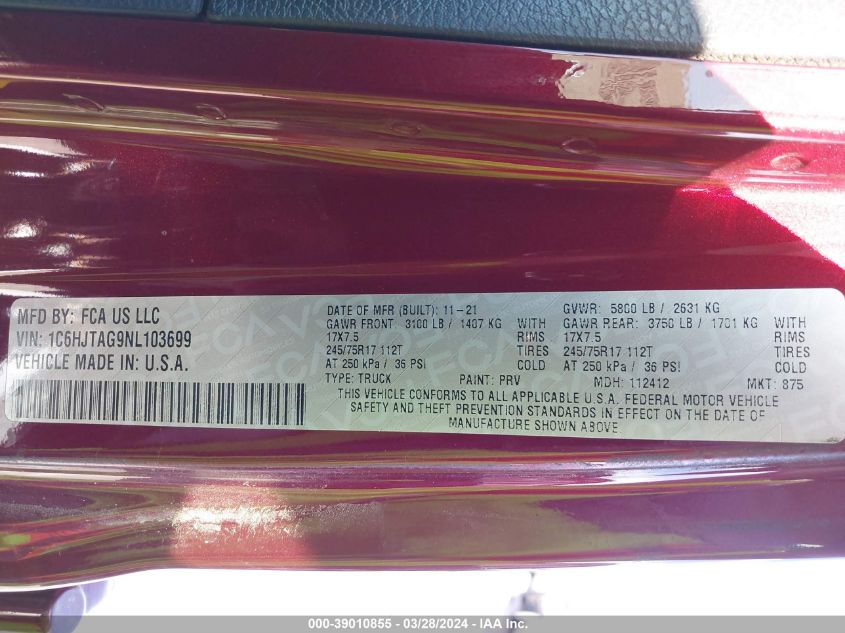 MFD BY: FCA US LLC
VIN: 1C6HJTAG9NL103699
VEHICLE MADE IN U.S.A.
DATE OF MFR (BUILT): 11-21 GVWR: 5800 LB / 2631 KG
GAWR FRONT: 3100 LB / 1407 KG WITH GAWR REAR: 3750 LB / 1701 KG WITH
17X7.5 RIMS 17X7.5 RIMS
245/75R17 112T TIRES 245/75R17 112T TIRES
AT 250 kPa / 36 PSI COLD AT 250 kPa / 36 PSI COLD
TYPE: TRUCK PAINT: PRV MDH: 112412 MKT: 875
THIS VEHICLE CONFORMS TO ALL APPLICABLE U.S.A. FEDERAL MOTOR VEHICLE
SAFETY AND THEFT PREVENTION STANDARDS IN EFFECT ON THE DATE OF
MANUFACTURE SHOWN ABOVE
000-39010855 - 03/28/2024 - IAA Inc.